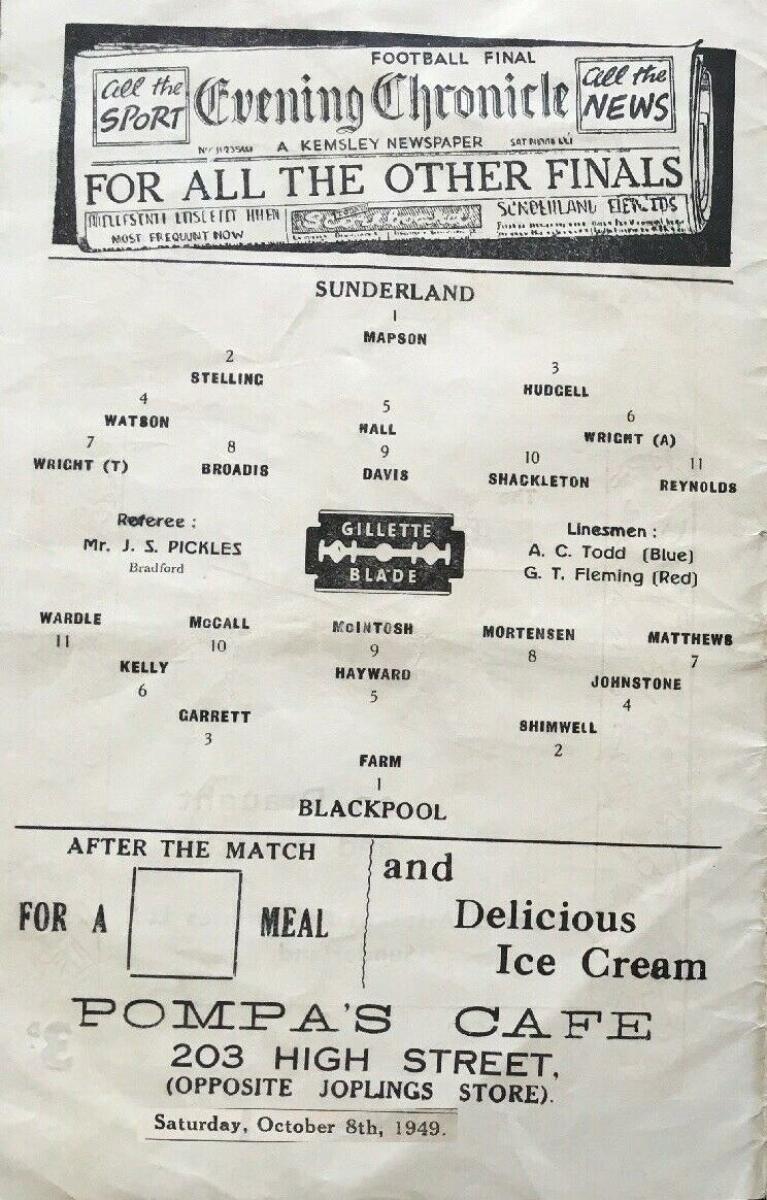 FOOTBALL FINAL
All the SPORT
Evening Chronicle
All the NEWS
A KEMSLEY NEWSPAPER
FOR ALL THE OTHER FINALS
MOST FREQUUNT NOW
SUNDERLAND
1
MAPSON
2
STELLING
3
HUDGELL
4
WATSON
5
HALL
6
WRIGHT (A)
7
WRIGHT (T)
8
BROADIS
9
DAVIS
10
SHACKLETON
11
REYNOLDS
Referee :
Mr. J. S. PICKLES
Bradford
GILLETTE
BLADE
Linesmen :
A. C. Todd (Blue)
G. T. Fleming (Red)
WARDLE
11
McCALL
10
McINTOSH
9
MORTENSEN
8
MATTHEWS
7
KELLY
6
HAYWARD
5
JOHNSTONE
4
GARRETT
3
SHIMWELL
2
FARM
1
BLACKPOOL
AFTER THE MATCH
FOR A MEAL
and
Delicious
Ice Cream
POMPA'S CAFE
203 HIGH STREET,
(OPPOSITE JOPLINGS STORE).
Saturday, October 8th, 1949.